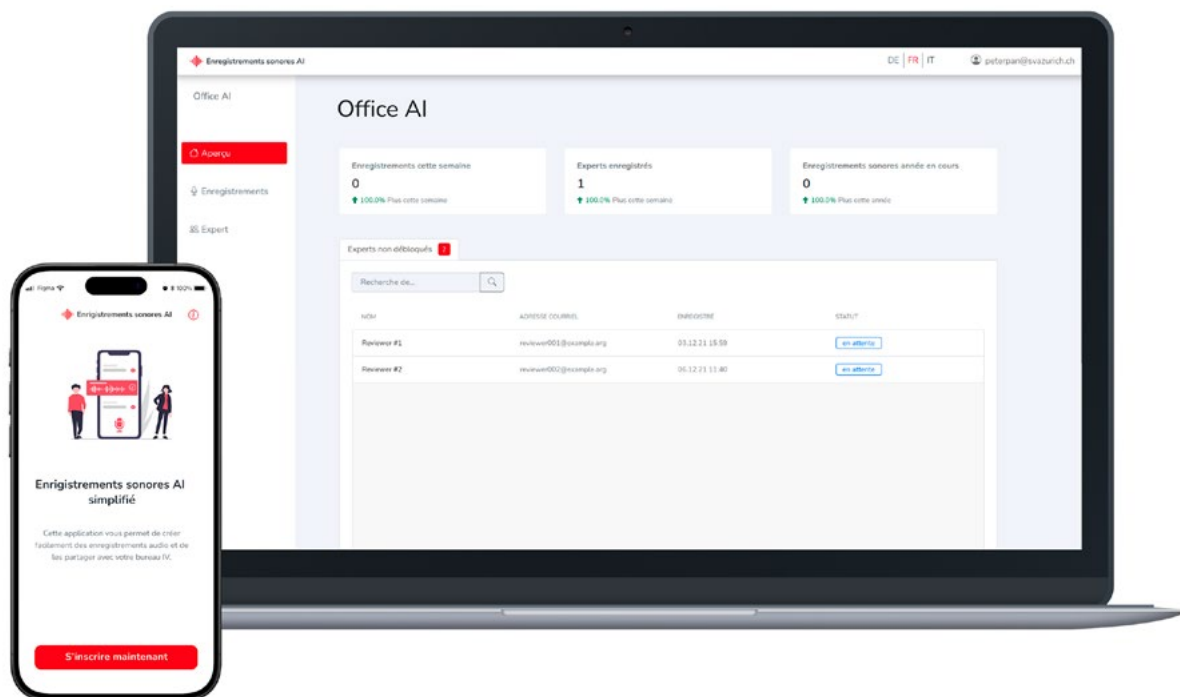 Enregistrements sonores AI
DE | FR | IT
peterpan@svazurich.ch
Office AI
Aperçu
Enregistrements
Expert
Office AI
Enregistrements cette semaine
0
100.0% Plus cette semaine
Experts enregistrés
1
100.0% Plus cette semaine
Enregistrements sonores année en cours
0
100.0% Plus cette année
Experts non débloqués 2
Recherche de...
NOM ADRESSE COURRIEL ENREGISTRÉ STATUT
Reviewer #1 reviewer001@example.org 03.12.21 15:59 en attente
Reviewer #2 reviewer002@example.org 06.12.21 11:40 en attente
Figma 100%
Enrigistrements sonores AI
Enrigistrements sonores AI
simplifié
Cette application vous permet de créer
facilement des enregistrements audio et de
les partager avec votre bureau IV.
S'inscrire maintenant